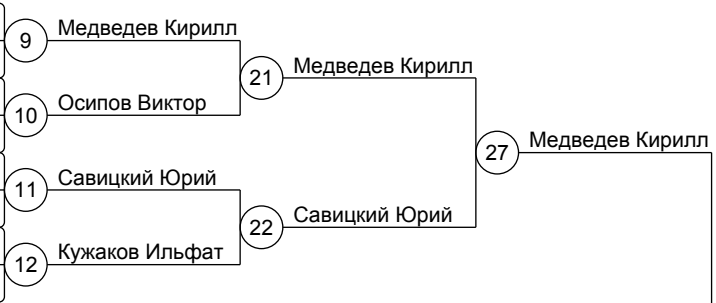 9
Медведев Кирилл
21
Медведев Кирилл
10
Осипов Виктор
27
Медведев Кирилл
11
Савицкий Юрий
22
Савицкий Юрий
12
Кужаков Ильфат